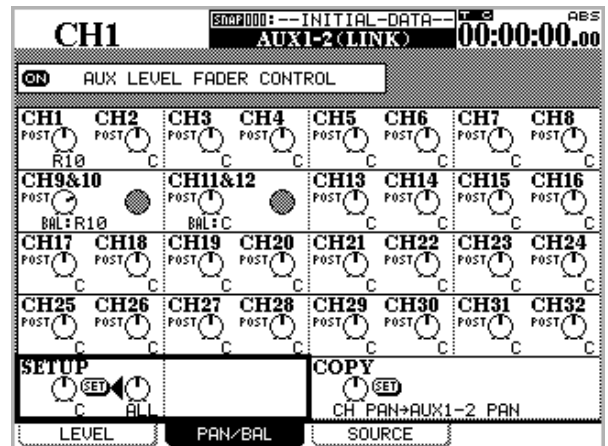 CH1 SNAP000:--INITIAL-DATA-- TC ABS
AUX1-2(LINK) 00:00:00.00
ON AUX LEVEL FADER CONTROL
CH1 CH2 CH3 CH4 CH5 CH6 CH7 CH8
POST POST POST POST POST POST POST POST
R10 C C C C C C C
CH9&10 CH11&12 CH13 CH14 CH15 CH16
POST POST POST POST POST POST
BAL:R10 BAL:C C C C C
CH17 CH18 CH19 CH20 CH21 CH22 CH23 CH24
POST POST POST POST POST POST POST POST
C C C C C C C C
CH25 CH26 CH27 CH28 CH29 CH30 CH31 CH32
POST POST POST POST POST POST POST POST
C C C C C C C C
SETUP COPY
SET SET
C ALL CH PAN→AUX1-2 PAN
LEVEL PAN/BAL SOURCE